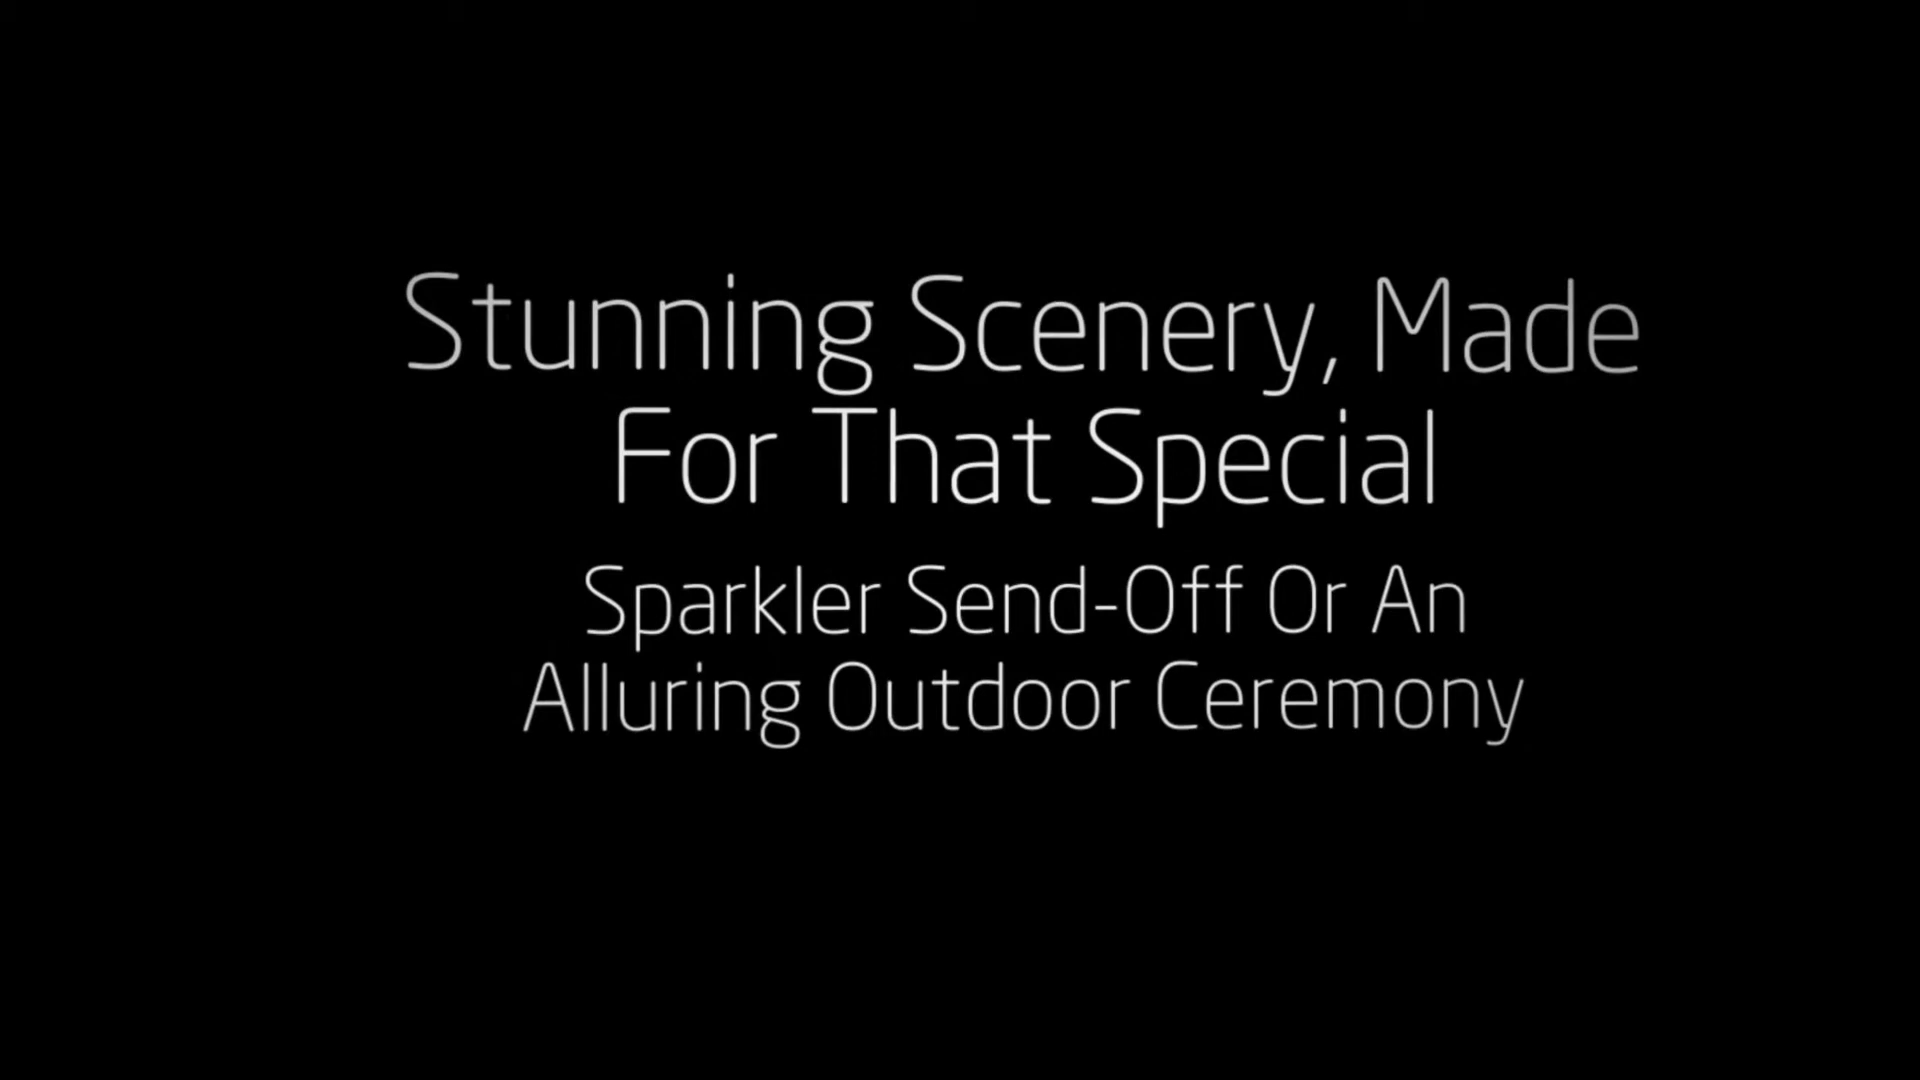 Stunning Scenery, Made
For That Special
Sparkler Send-Off Or An
Alluring Outdoor Ceremony